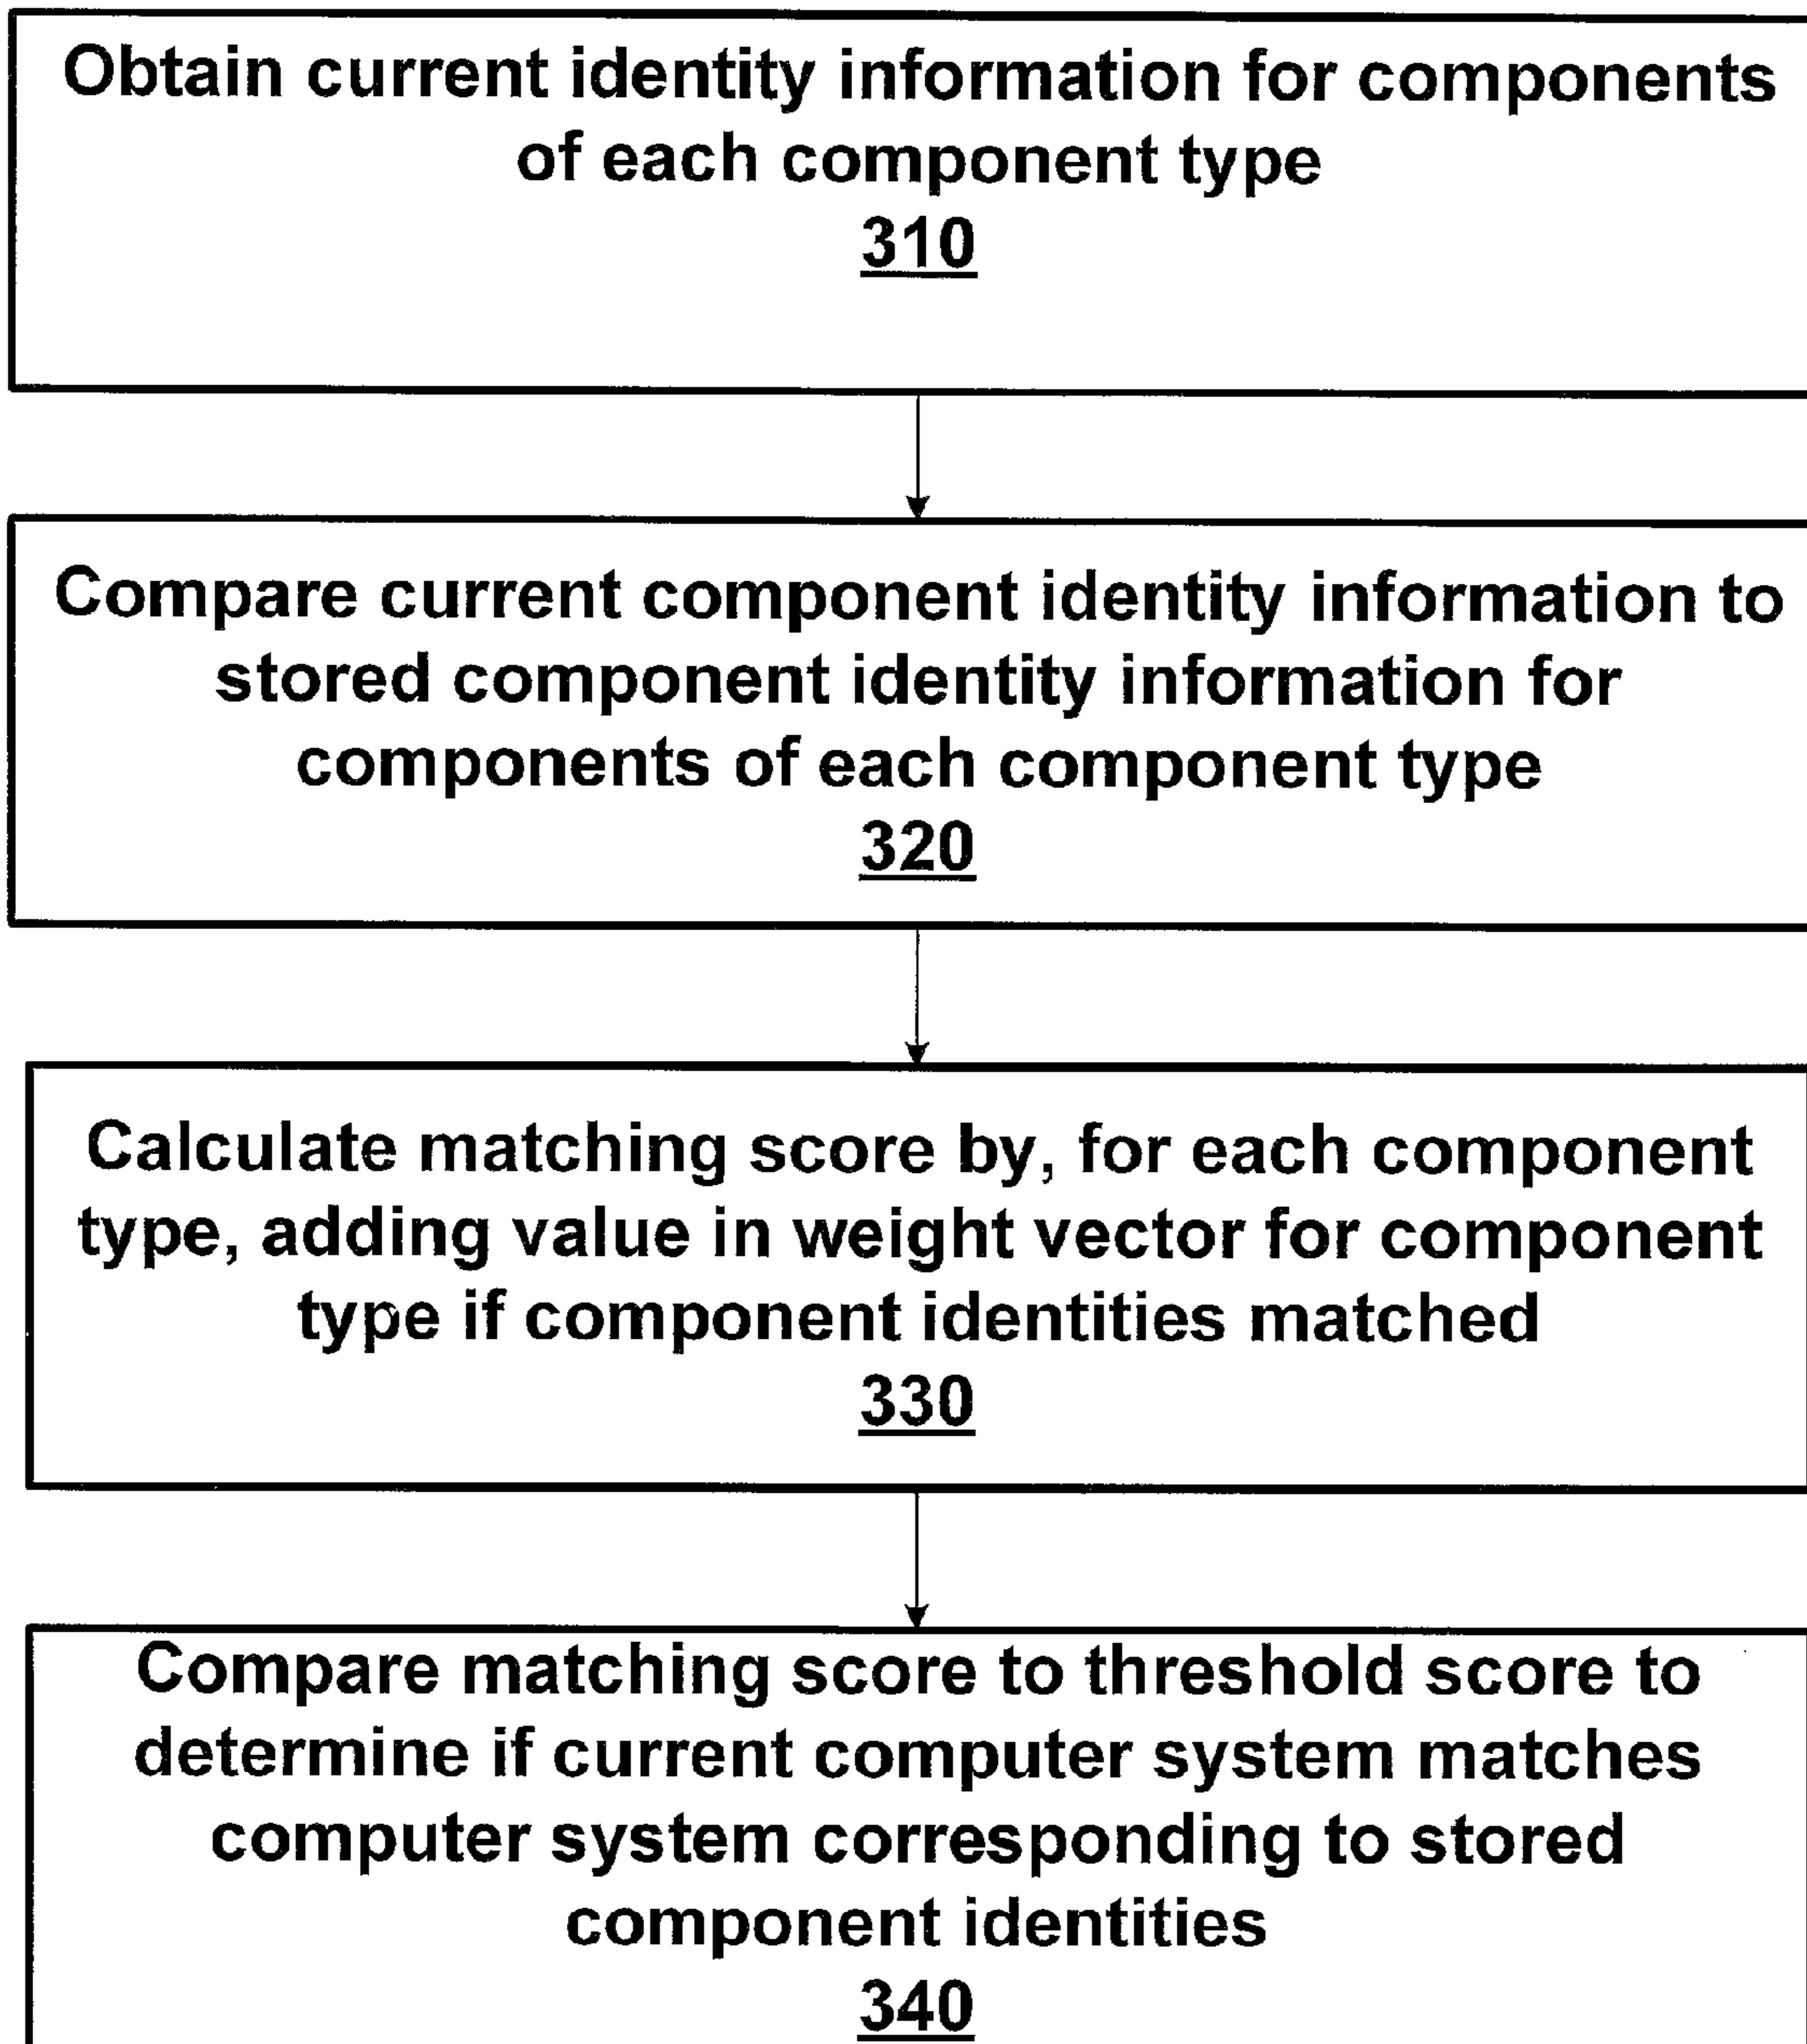 Obtain current identity information for components
of each component type
310
Compare current component identity information to
stored component identity information for
components of each component type
320
Calculate matching score by, for each component
type, adding value in weight vector for component
type if component identities matched
330
Compare matching score to threshold score to
determine if current computer system matches
computer system corresponding to stored
component identities
340